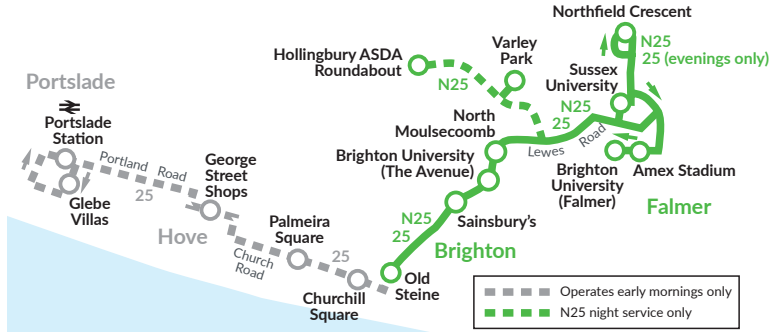 Northfield Crescent
N25
25 (evenings only)
Hollingbury ASDA
Roundabout
Varley
Park
N25
Sussex
University
N25
25
Portslade
Portslade
Station
North
Moulsecoomb
Lewes Road
Brighton University
(The Avenue)
Portland Road
25
George
Street
Shops
Brighton
University
(Falmer)
Amex Stadium
Falmer
Glebe
Villas
Hove
Palmeira
Square
N25
25
Sainsbury's
Brighton
Church
Road
25
Old
Steine
Churchill
Square
Operates early mornings only
N25 night service only